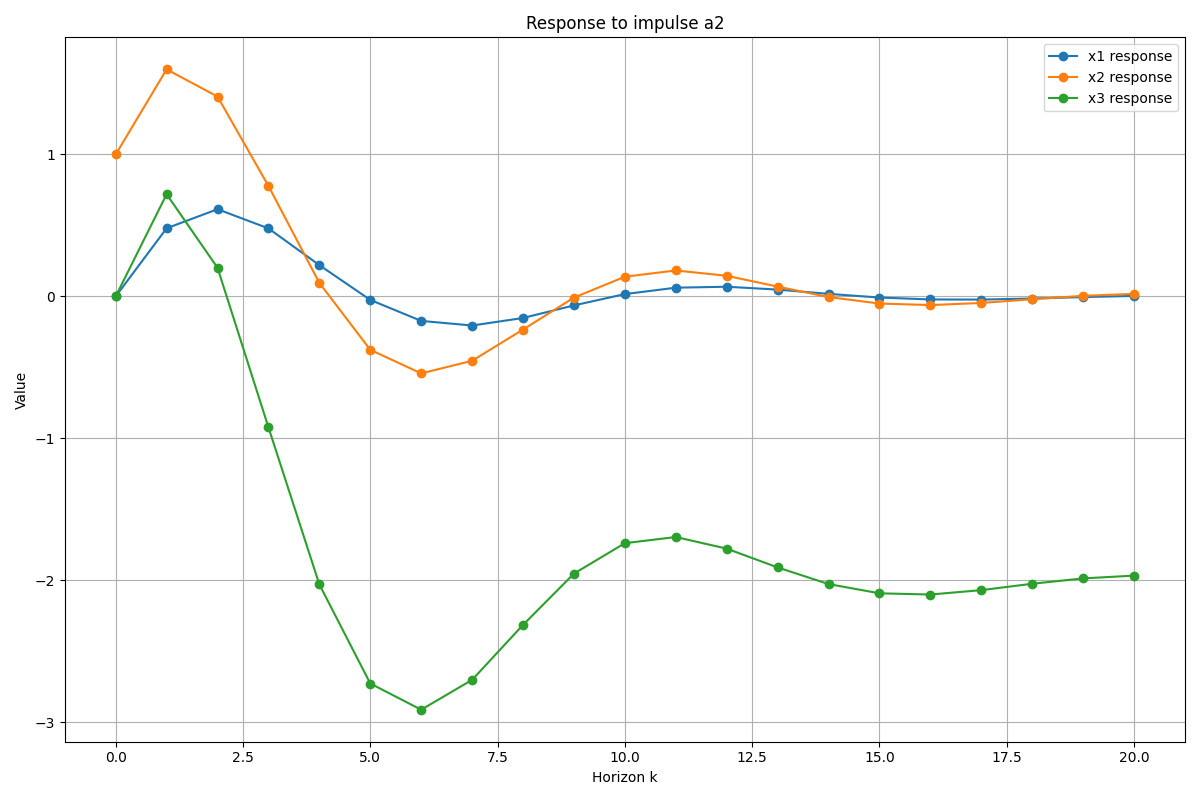 Response to impulse a2
x1 response
x2 response
x3 response
Value
1
0
−1
−2
−3
0.0 2.5 5.0 7.5 10.0 12.5 15.0 17.5 20.0
Horizon k